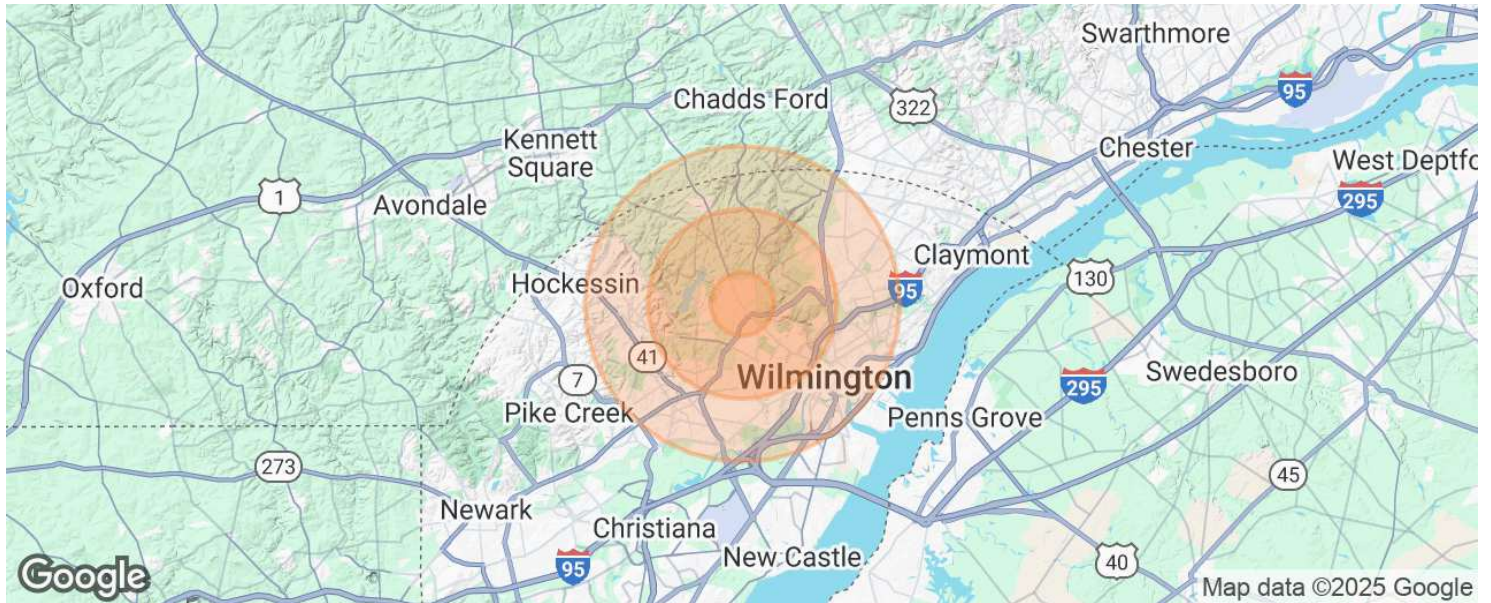 Swarthmore
95
Chadds Ford
322
Kennett
Square
Chester
West Deptfo
1
Avondale
295
Claymont
130
Hockessin
Oxford
95
41
Wilmington
295
Swedesboro
7
Pike Creek
Penns Grove
273
45
Newark
Christiana
New Castle
95
40
Google
Map data ©2025 Google